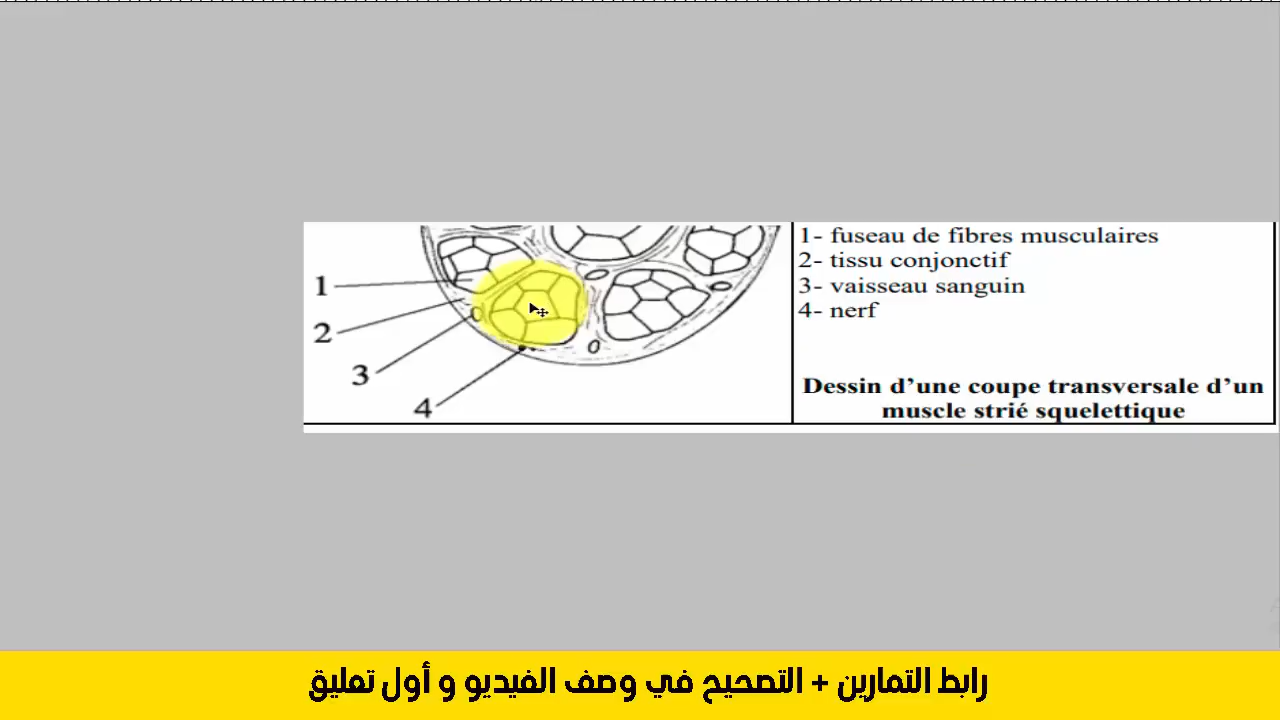 1
2
3
4
1- fuseau de fibres musculaires
2- tissu conjonctif
3- vaisseau sanguin
4- nerf
Dessin d'une coupe transversale d'un
muscle strié squelettique
رابط التمارين + التصحيح في وصف الفيديو و أول تعليق